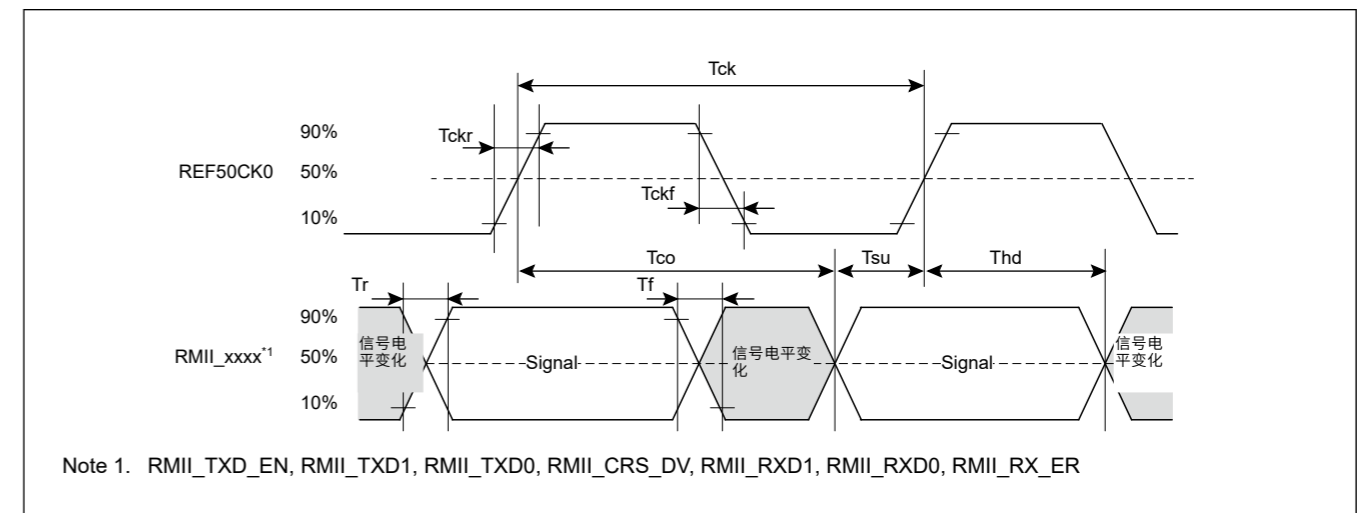 Tck
90%
Tckr
REF50CK0 50%
Tckf
10%
Tco Tsu Thd
Tr Tf
90%
信号电
平变化
信号电平变
化
信号电
平变化
RMII_xxxx*1 50% Signal Signal
10%
Note 1. RMII_TXD_EN, RMII_TXD1, RMII_TXD0, RMII_CRS_DV, RMII_RXD1, RMII_RXD0, RMII_RX_ER